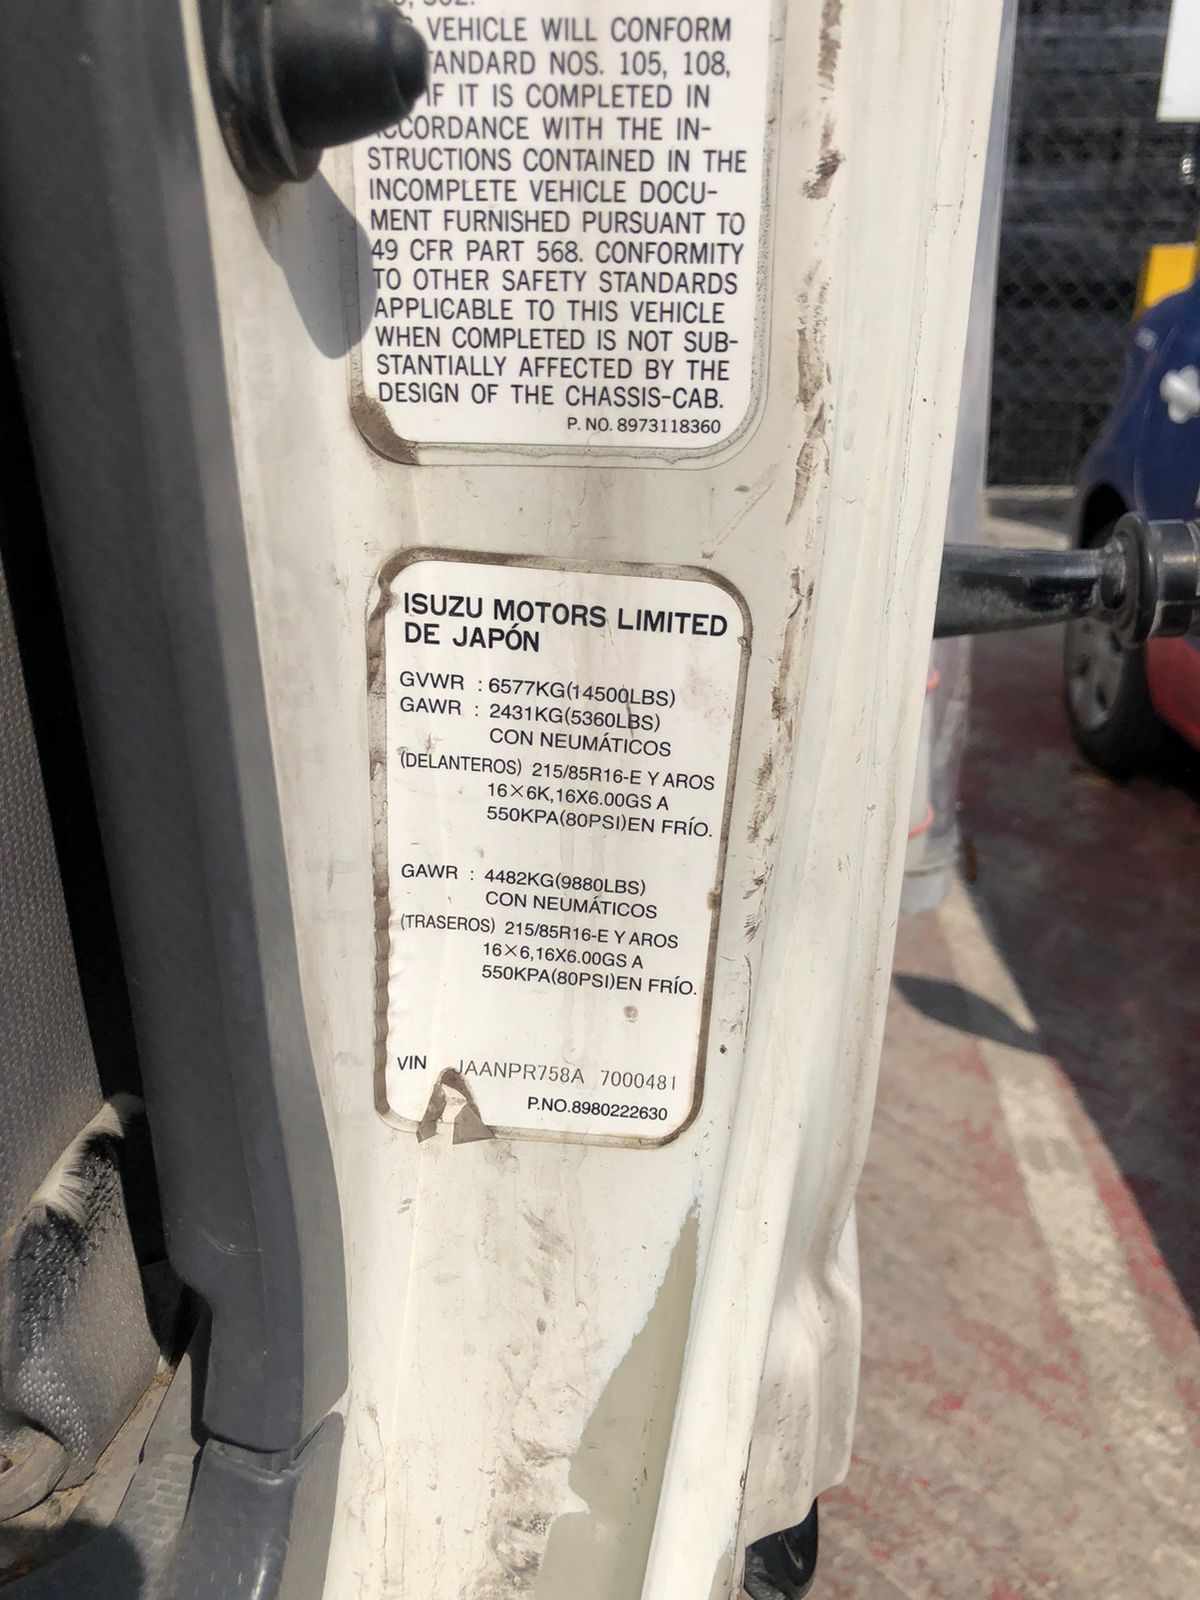 VEHICLE WILL CONFORM
STANDARD NOS. 105, 108,
IF IT IS COMPLETED IN
ACCORDANCE WITH THE IN-
STRUCTIONS CONTAINED IN THE
INCOMPLETE VEHICLE DOCU-
MENT FURNISHED PURSUANT TO
49 CFR PART 568. CONFORMITY
TO OTHER SAFETY STANDARDS
APPLICABLE TO THIS VEHICLE
WHEN COMPLETED IS NOT SUB-
STANTIALLY AFFECTED BY THE
DESIGN OF THE CHASSIS-CAB.
P. NO. 8973118360
ISUZU MOTORS LIMITED
DE JAPÓN
GVWR : 6577KG(14500LBS)
GAWR : 2431KG(5360LBS)
CON NEUMÁTICOS
(DELANTEROS) 215/85R16-E Y AROS
16×6K,16X6.00GS A
550KPA(80PSI)EN FRÍO.
GAWR : 4482KG(9880LBS)
CON NEUMÁTICOS
(TRASEROS) 215/85R16-E Y AROS
16×6,16X6.00GS A
550KPA(80PSI)EN FRÍO.
VIN JAANPR758A 7000481
P.NO.8980222630